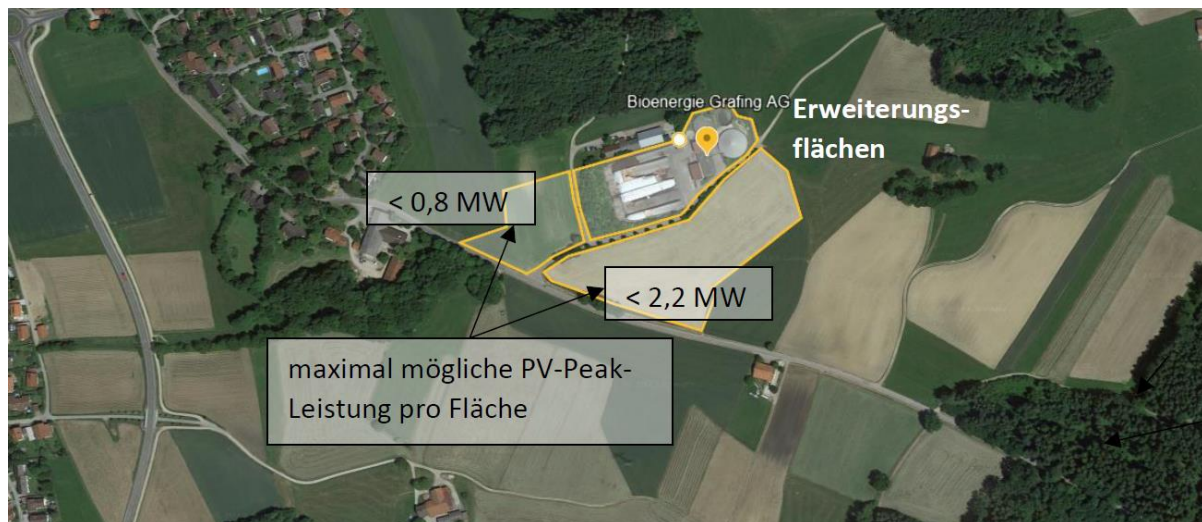 Bioenergie Grafing AG
Erweiterungs-
flächen
< 0,8 MW
< 2,2 MW
maximal mögliche PV-Peak-
Leistung pro Fläche